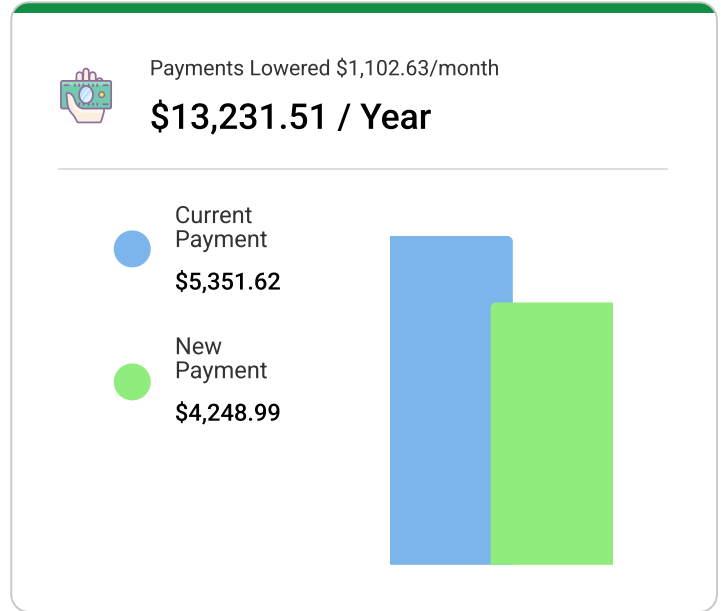 Payments Lowered $1,102.63/month
$13,231.51 / Year
Current
Payment
$5,351.62
New
Payment
$4,248.99